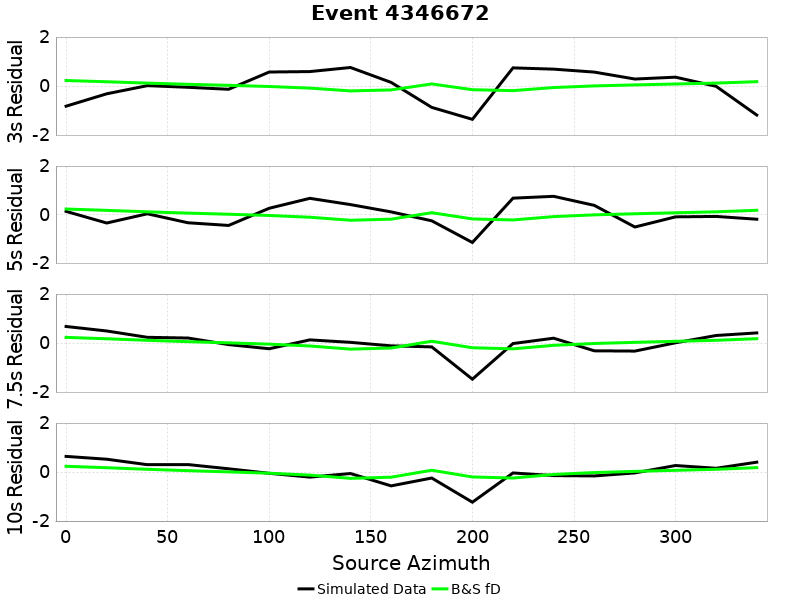 Event 4346672
3s Residual
2
0
-2
5s Residual
2
0
-2
7.5s Residual
2
0
-2
10s Residual
2
0
-2
0 50 100 150 200 250 300
Source Azimuth
Simulated Data B&S fD